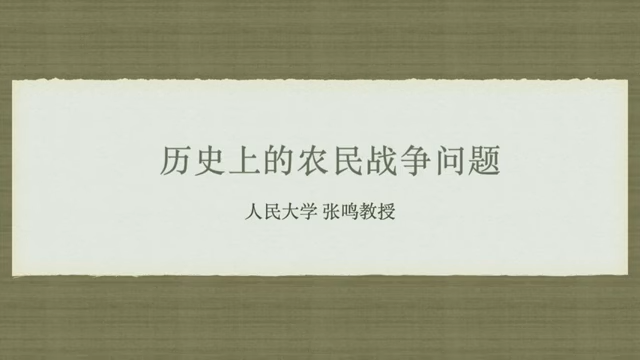 历史上的农民战争问题
人民大学 张鸣教授